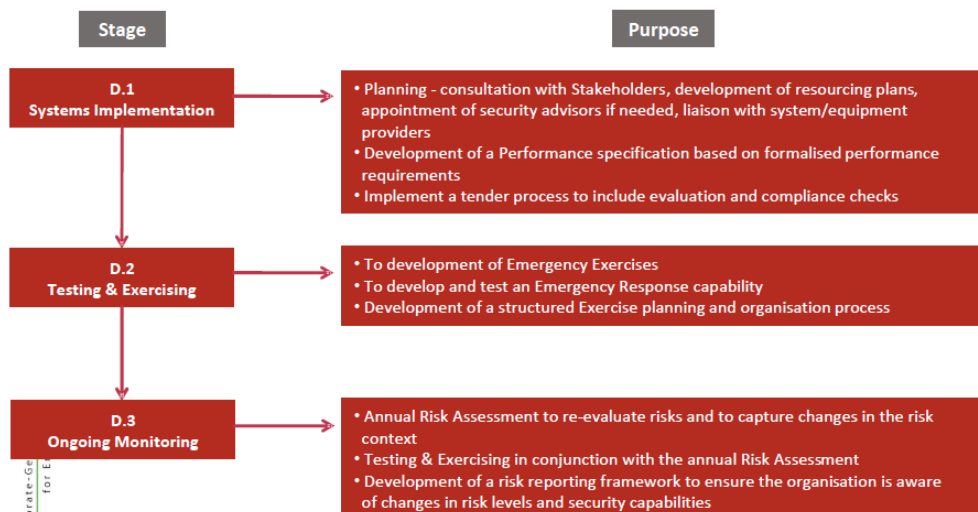 Stage
Purpose
D.1
Systems Implementation
• Planning - consultation with Stakeholders, development of resourcing plans,
appointment of security advisors if needed, liaison with system/equipment
providers
• Development of a Performance specification based on formalised performance
requirements
• Implement a tender process to include evaluation and compliance checks
D.2
Testing & Exercising
• To development of Emergency Exercises
• To develop and test an Emergency Response capability
• Development of a structured Exercise planning and organisation process
D.3
Ongoing Monitoring
• Annual Risk Assessment to re-evaluate risks and to capture changes in the risk
context
• Testing & Exercising in conjunction with the annual Risk Assessment
• Development of a risk reporting framework to ensure the organisation is aware
of changes in risk levels and security capabilities
for